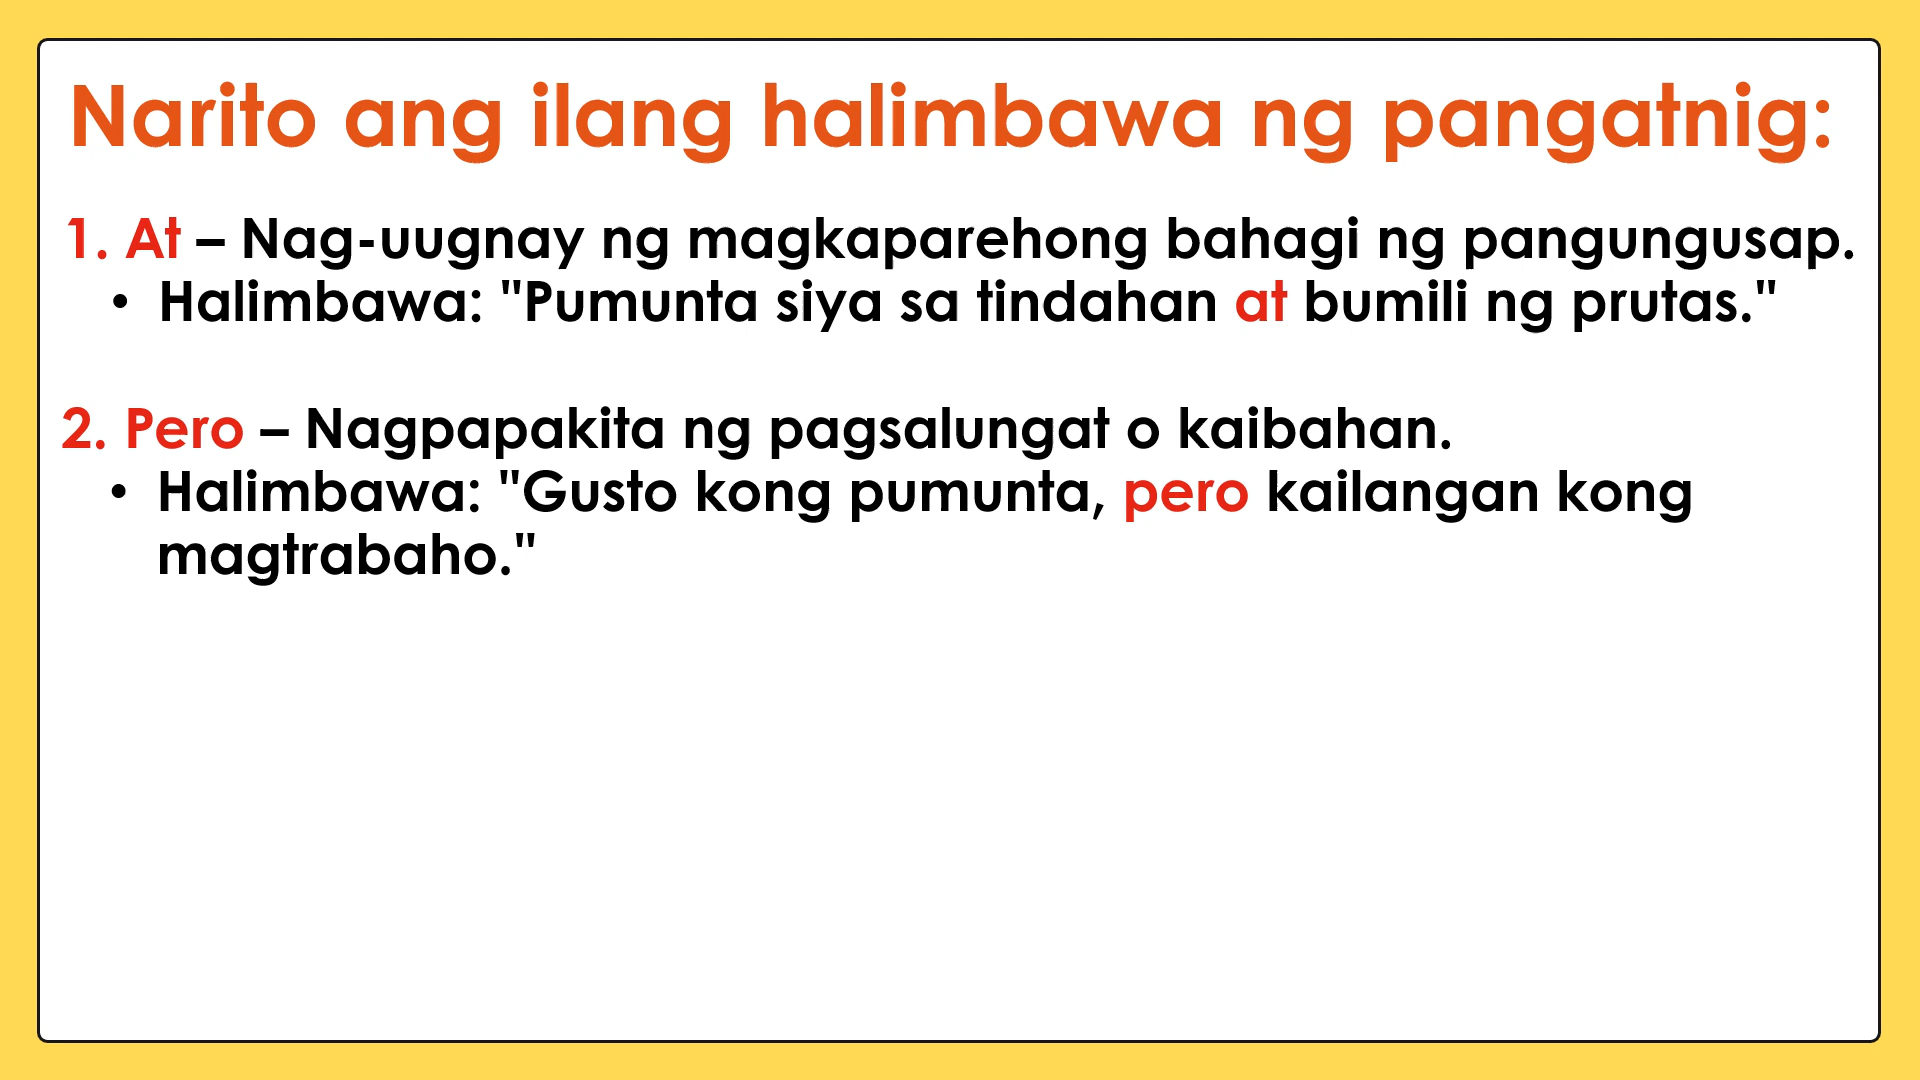 Narito ang ilang halimbawa ng pangatnig:
1. At – Nag-uugnay ng magkaparehong bahagi ng pangungusap.
• Halimbawa: "Pumunta siya sa tindahan at bumili ng prutas."
2. Pero – Nagpapakita ng pagsalungat o kaibahan.
• Halimbawa: "Gusto kong pumunta, pero kailangan kong
magtrabaho."